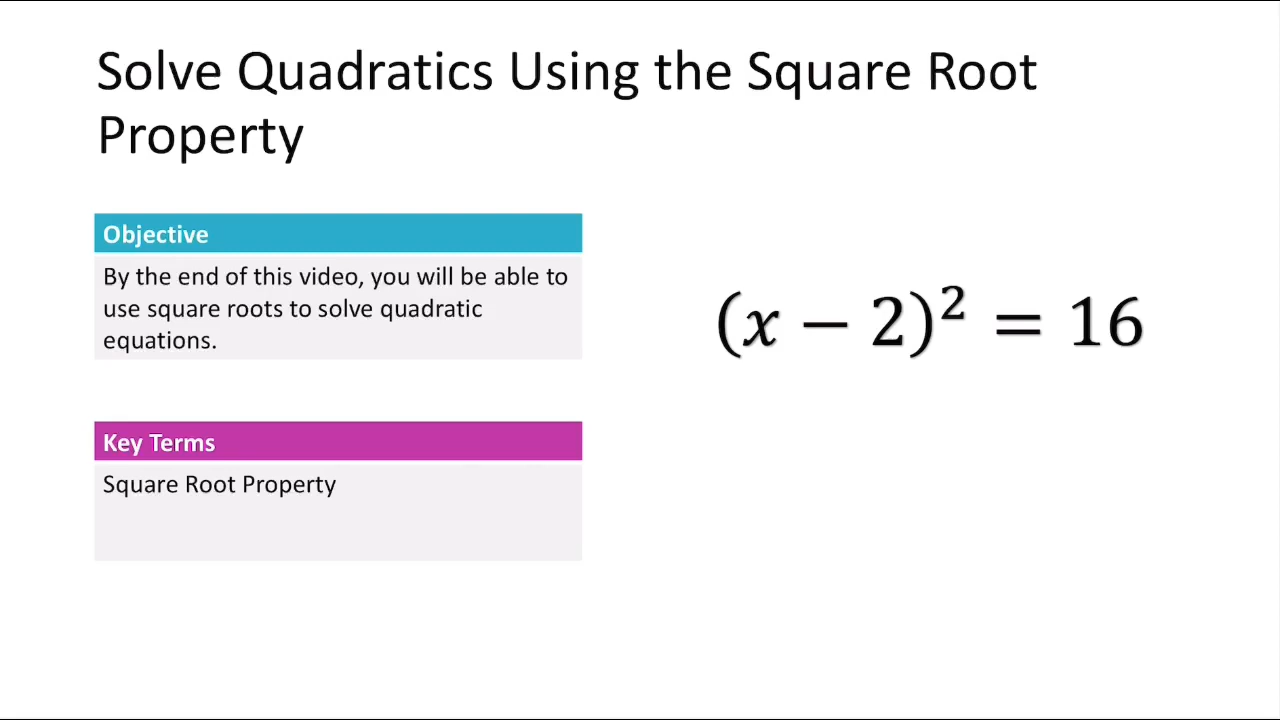 Solve Quadratics Using the Square Root
Property
Objective
By the end of this video, you will be able to
use square roots to solve quadratic
equations.
(x − 2)² = 16
Key Terms
Square Root Property